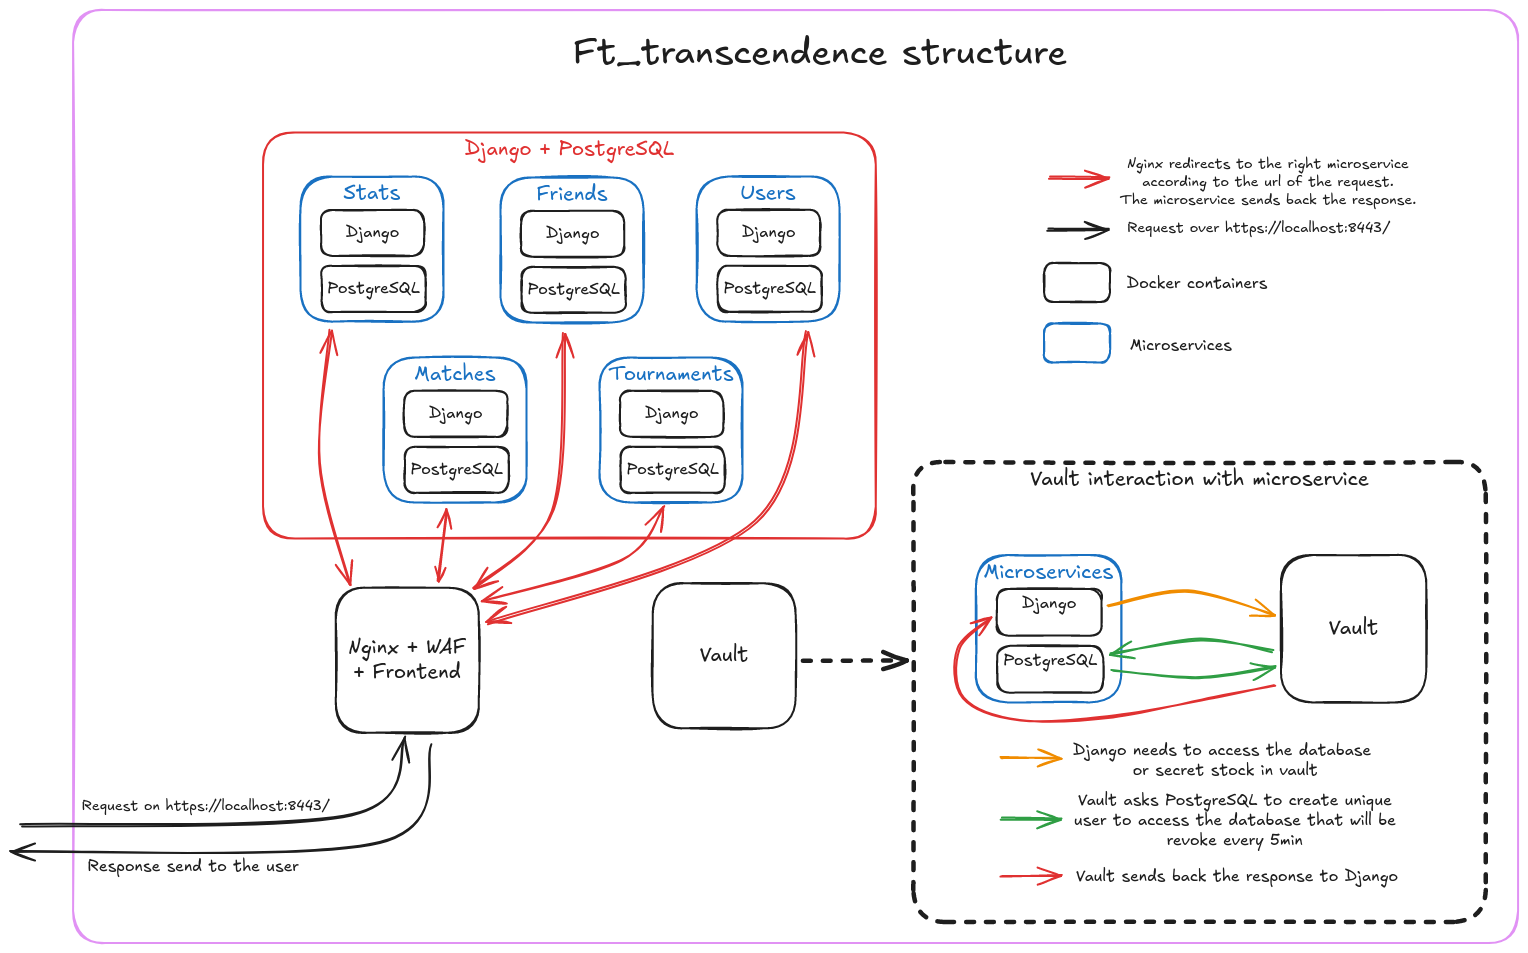 Ft_transcendence structure
Django + PostgreSQL
Stats
Django
PostgreSQL
Friends
Django
PostgreSQL
Users
Django
PostgreSQL
Matches
Django
PostgreSQL
Tournaments
Django
PostgreSQL
Nginx redirects to the right microservice
according to the url of the request.
The microservice sends back the response.
Request over https://localhost:8443/
Docker containers
Microservices
Nginx + WAF
+ Frontend
Vault
Request on https://localhost:8443/
Response send to the user
Vault interaction with microservice
Microservices
Django
PostgreSQL
Vault
Django needs to access the database
or secret stock in vault
Vault asks PostgreSQL to create unique
user to access the database that will be
revoke every 5min
Vault sends back the response to Django